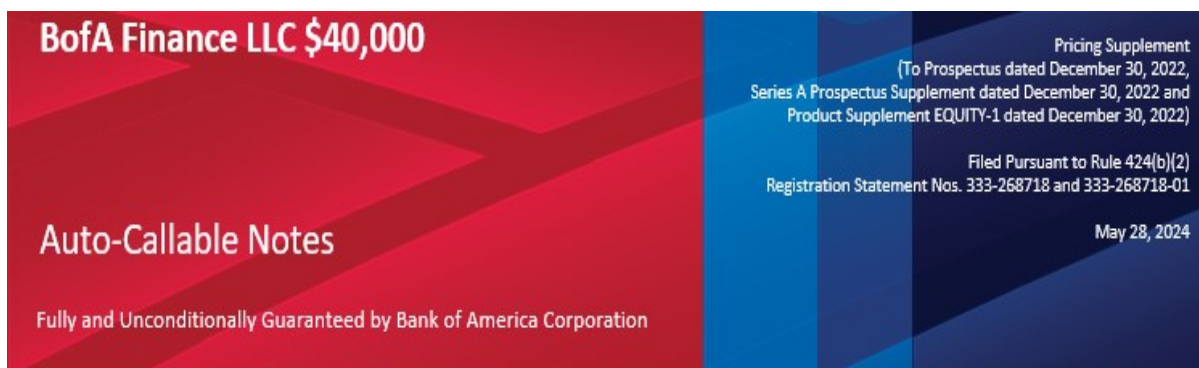 BofA Finance LLC $40,000
Auto-Callable Notes
Fully and Unconditionally Guaranteed by Bank of America Corporation
Pricing Supplement
(To Prospectus dated December 30, 2022,
Series A Prospectus Supplement dated December 30, 2022 and
Product Supplement EQUITY-1 dated December 30, 2022)
Filed Pursuant to Rule 424(b)(2)
Registration Statement Nos. 333-268718 and 333-268718-01
May 28, 2024